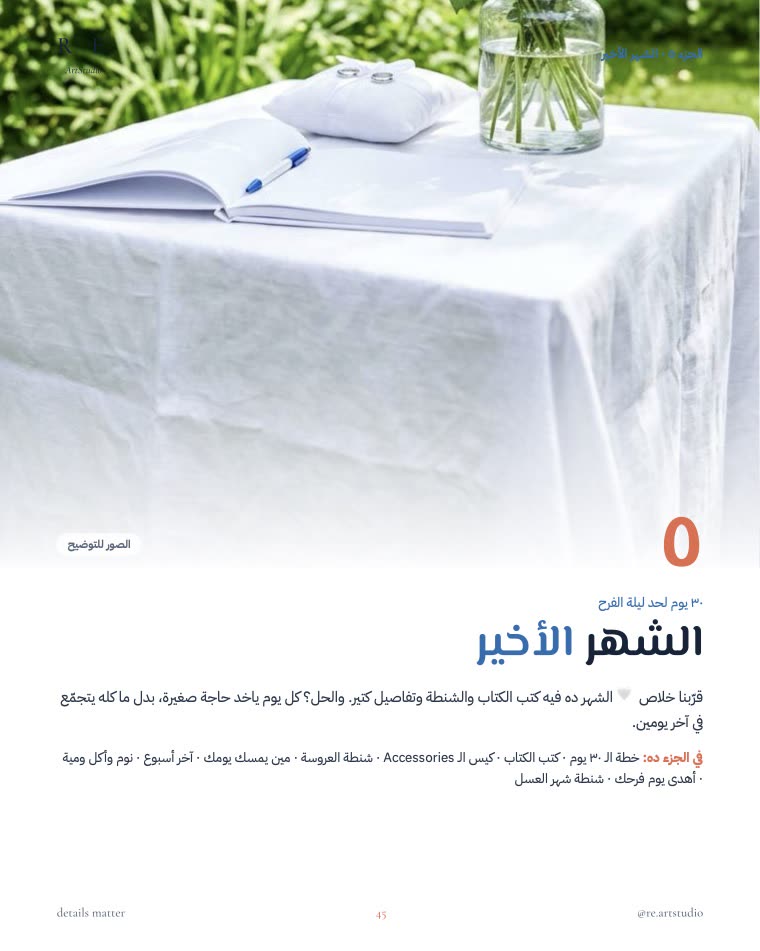 R E
ArtStudio
الجزء ٥ · الشهر الأخير
الصور للتوضيح
٥
٣٠ يوم لحد ليلة الفرح
الشهر الأخير
قرّبنا خلاص 🤍 الشهر ده فيه كتب الكتاب والشنطة وتفاصيل كتير. والحل؟ كل يوم ياخد حاجة صغيرة، بدل ما كله يتجمّع
في آخر يومين.
في الجزء ده: خطة الـ ٣٠ يوم · كتب الكتاب · كيس الـ Accessories · شنطة العروسة · مين يمسك يومك · آخر أسبوع · نوم وأكل ومية
· أهدى يوم فرحك · شنطة شهر العسل
details matter
45
@re.artstudio